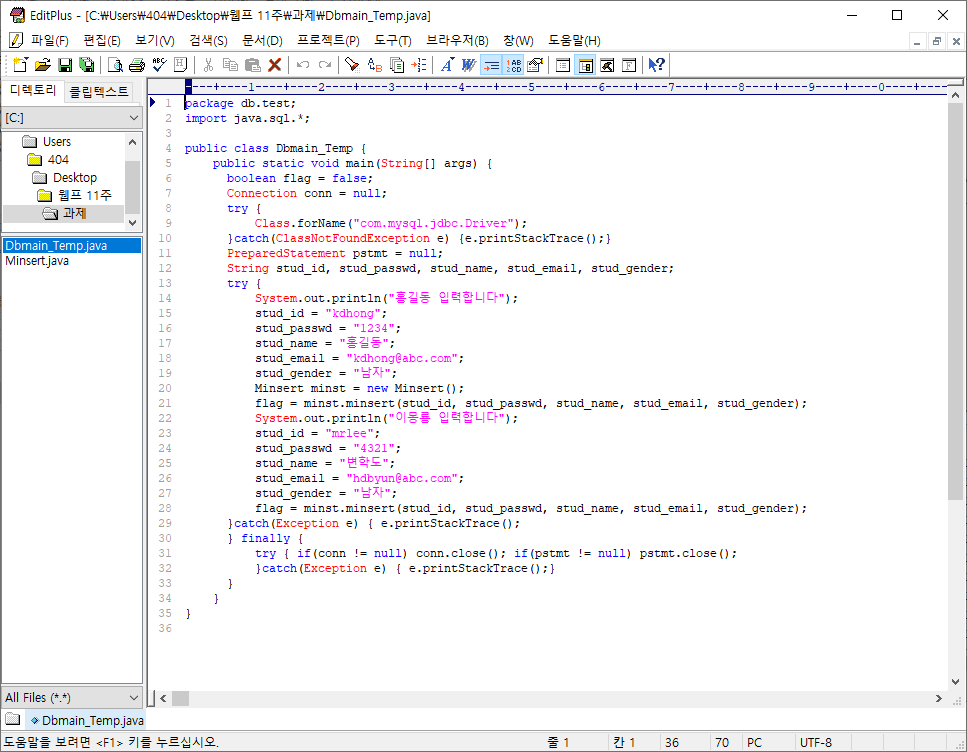 EditPlus - [C:₩Users₩404₩Desktop₩웹프 11주₩과제₩Dbmain_Temp.java]
파일(F) 편집(E) 보기(V) 검색(S) 문서(D) 프로젝트(P) 도구(T) 브라우저(B) 창(W) 도움말(H)
디렉토리 클립텍스트
[C:]
Users
404
Desktop
웹프 11주
과제
Dbmain_Temp.java
Minsert.java
----+----1----+----2----+----3----+----4----+----5----+----6----+----7----+----8----+----9----+----0----+--
1 package db.test;
2 import java.sql.*;
3
4 public class Dbmain_Temp {
5     public static void main(String[] args) {
6       boolean flag = false;
7       Connection conn = null;
8       try {
9           Class.forName("com.mysql.jdbc.Driver");
10       }catch(ClassNotFoundException e) {e.printStackTrace();}
11       PreparedStatement pstmt = null;
12       String stud_id, stud_passwd, stud_name, stud_email, stud_gender;
13       try {
14           System.out.println("홍길동 입력합니다");
15           stud_id = "kdhong";
16           stud_passwd = "1234";
17           stud_name = "홍길동";
18           stud_email = "kdhong@abc.com";
19           stud_gender = "남자";
20           Minsert minst = new Minsert();
21           flag = minst.minsert(stud_id, stud_passwd, stud_name, stud_email, stud_gender);
22           System.out.println("이몽룡 입력합니다");
23           stud_id = "mrlee";
24           stud_passwd = "4321";
25           stud_name = "변학도";
26           stud_email = "hdbyun@abc.com";
27           stud_gender = "남자";
28           flag = minst.minsert(stud_id, stud_passwd, stud_name, stud_email, stud_gender);
29       }catch(Exception e) { e.printStackTrace();
30       } finally {
31           try { if(conn != null) conn.close(); if(pstmt != null) pstmt.close();
32           }catch(Exception e) { e.printStackTrace();}
33       }
34     }
35 }
36
All Files (*.*)
Dbmain_Temp.java
도움말을 보려면 <F1> 키를 누르십시오. 줄 1 칸 1 36 70 PC UTF-8